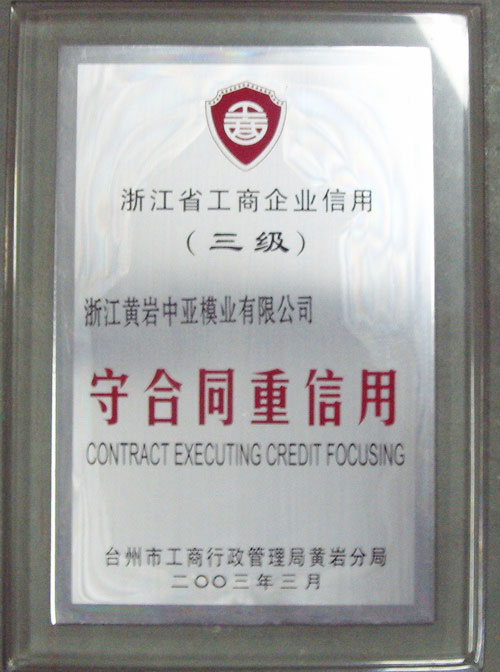 浙江省工商企业信用
（三级）
浙江黄岩中亚模业有限公司
守合同重信用
CONTRACT EXECUTING CREDIT FOCUSING
台州市工商行政管理局黄岩分局
二〇〇三年三月